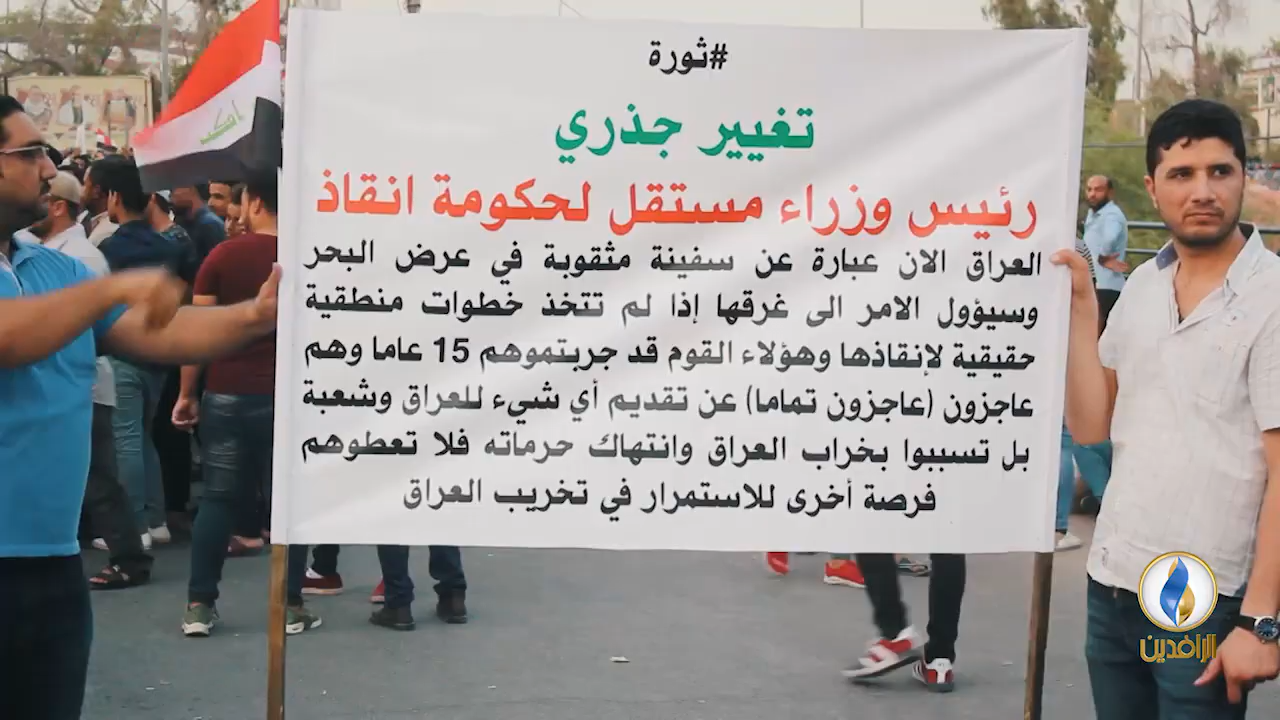 #ثورة
تغيير جذري
رئيس وزراء مستقل لحكومة انقاذ
العراق الان عبارة عن سفينة مثقوبة في عرض البحر
وسيؤول الامر الى غرقها إذا لم تتخذ خطوات منطقية
حقيقية لإنقاذها وهؤلاء القوم قد جربتموهم 15 عاما وهم
عاجزون (عاجزون تماما) عن تقديم أي شيء للعراق وشعبة
بل تسببوا بخراب العراق وانتهاك حرماته فلا تعطوهم
فرصة أخرى للاستمرار في تخريب العراق
الرافدين